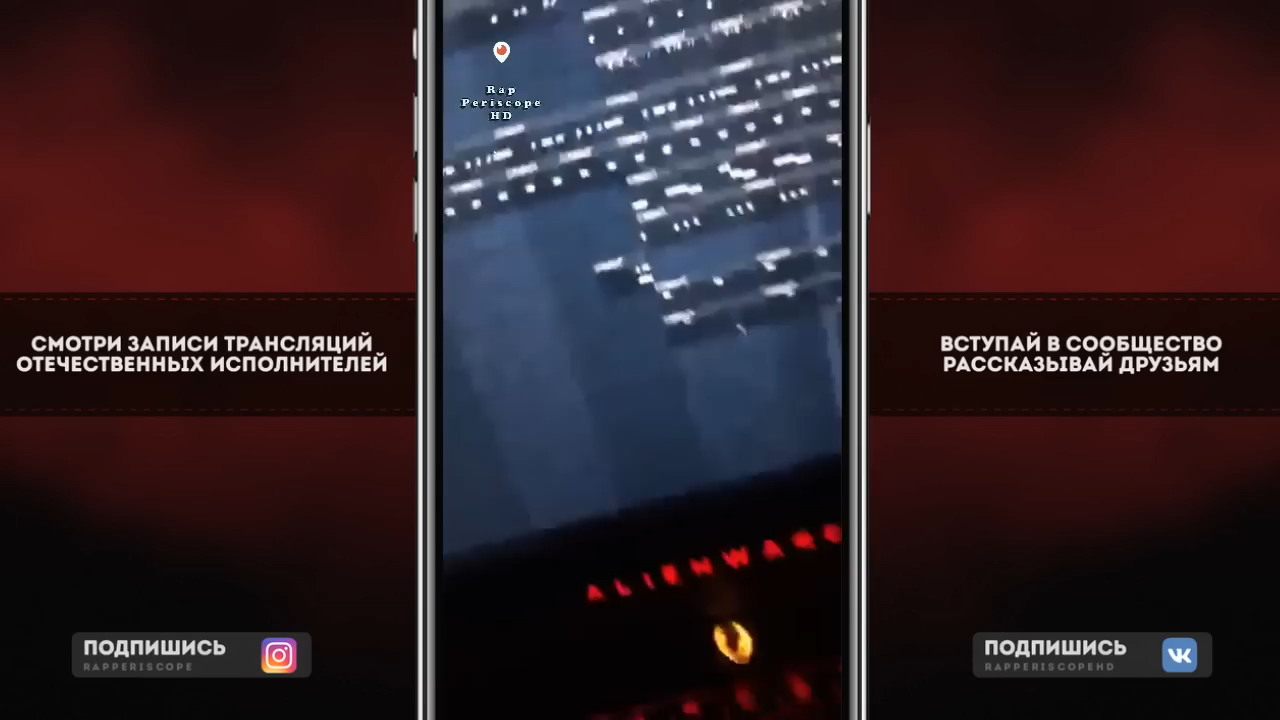 Rap
Periscope
HD
СМОТРИ ЗАПИСИ ТРАНСЛЯЦИЙ
ОТЕЧЕСТВЕННЫХ ИСПОЛНИТЕЛЕЙ
ВСТУПАЙ В СООБЩЕСТВО
РАССКАЗЫВАЙ ДРУЗЬЯМ
ALIENWARE
ПОДПИШИСЬ
RAPPERISCOPE
ПОДПИШИСЬ
RAPPERISCOPEHD